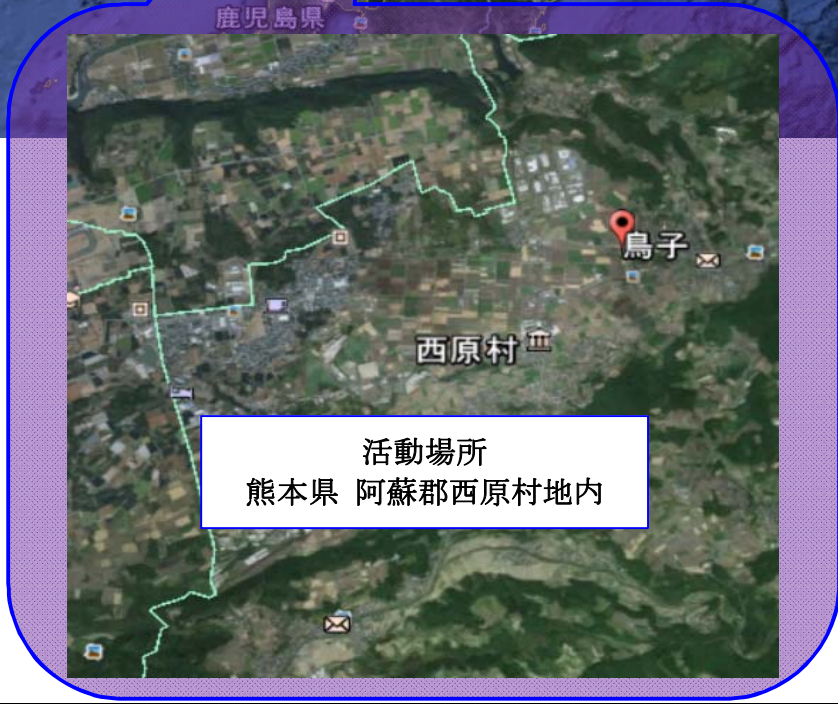 鹿児島県
鳥子
西原村
活動場所
熊本県 阿蘇郡西原村地内